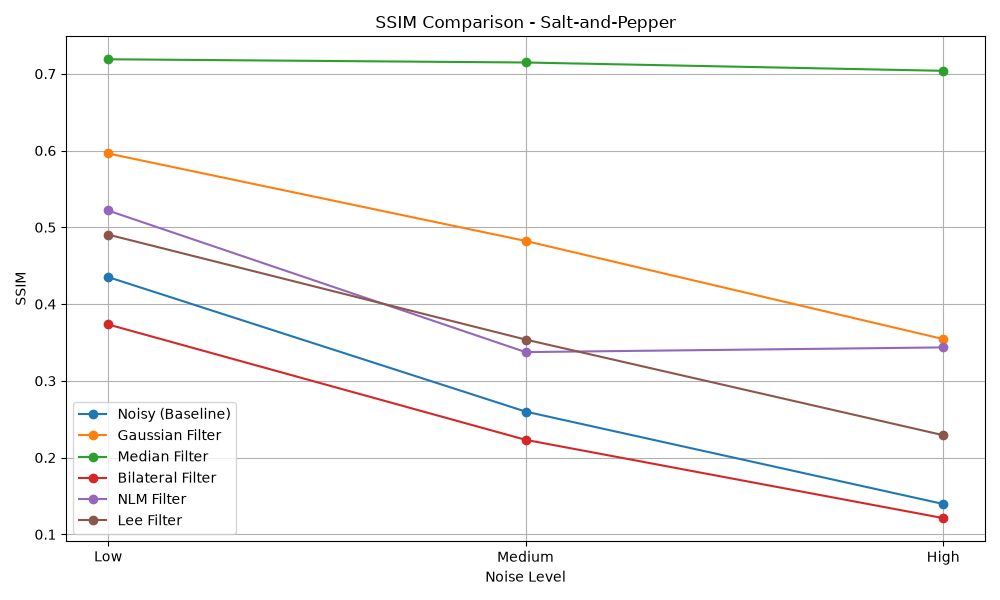 SSIM Comparison - Salt-and-Pepper
SSIM
0.7
0.6
0.5
0.4
0.3
0.2
0.1
Noisy (Baseline)
Gaussian Filter
Median Filter
Bilateral Filter
NLM Filter
Lee Filter
Low
Medium
High
Noise Level